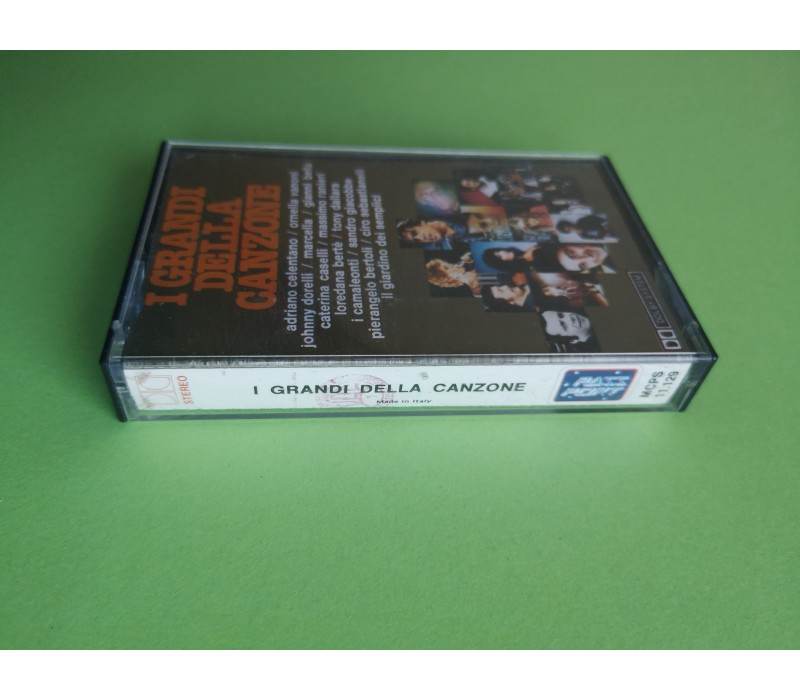 I GRANDI
DELLA
CANZONE
adriano celentano / ornella vanoni
johnny dorelli / marcella / gianni bella
caterina caselli / massimo ranieri
loredana bertè / tony dallara
i camaleonti / sandro giacobbe
pierangelo bertoli / ciro sebastianelli
il giardino dei semplici
STEREO
I GRANDI DELLA CANZONE
Made in Italy
MCPS
11.129